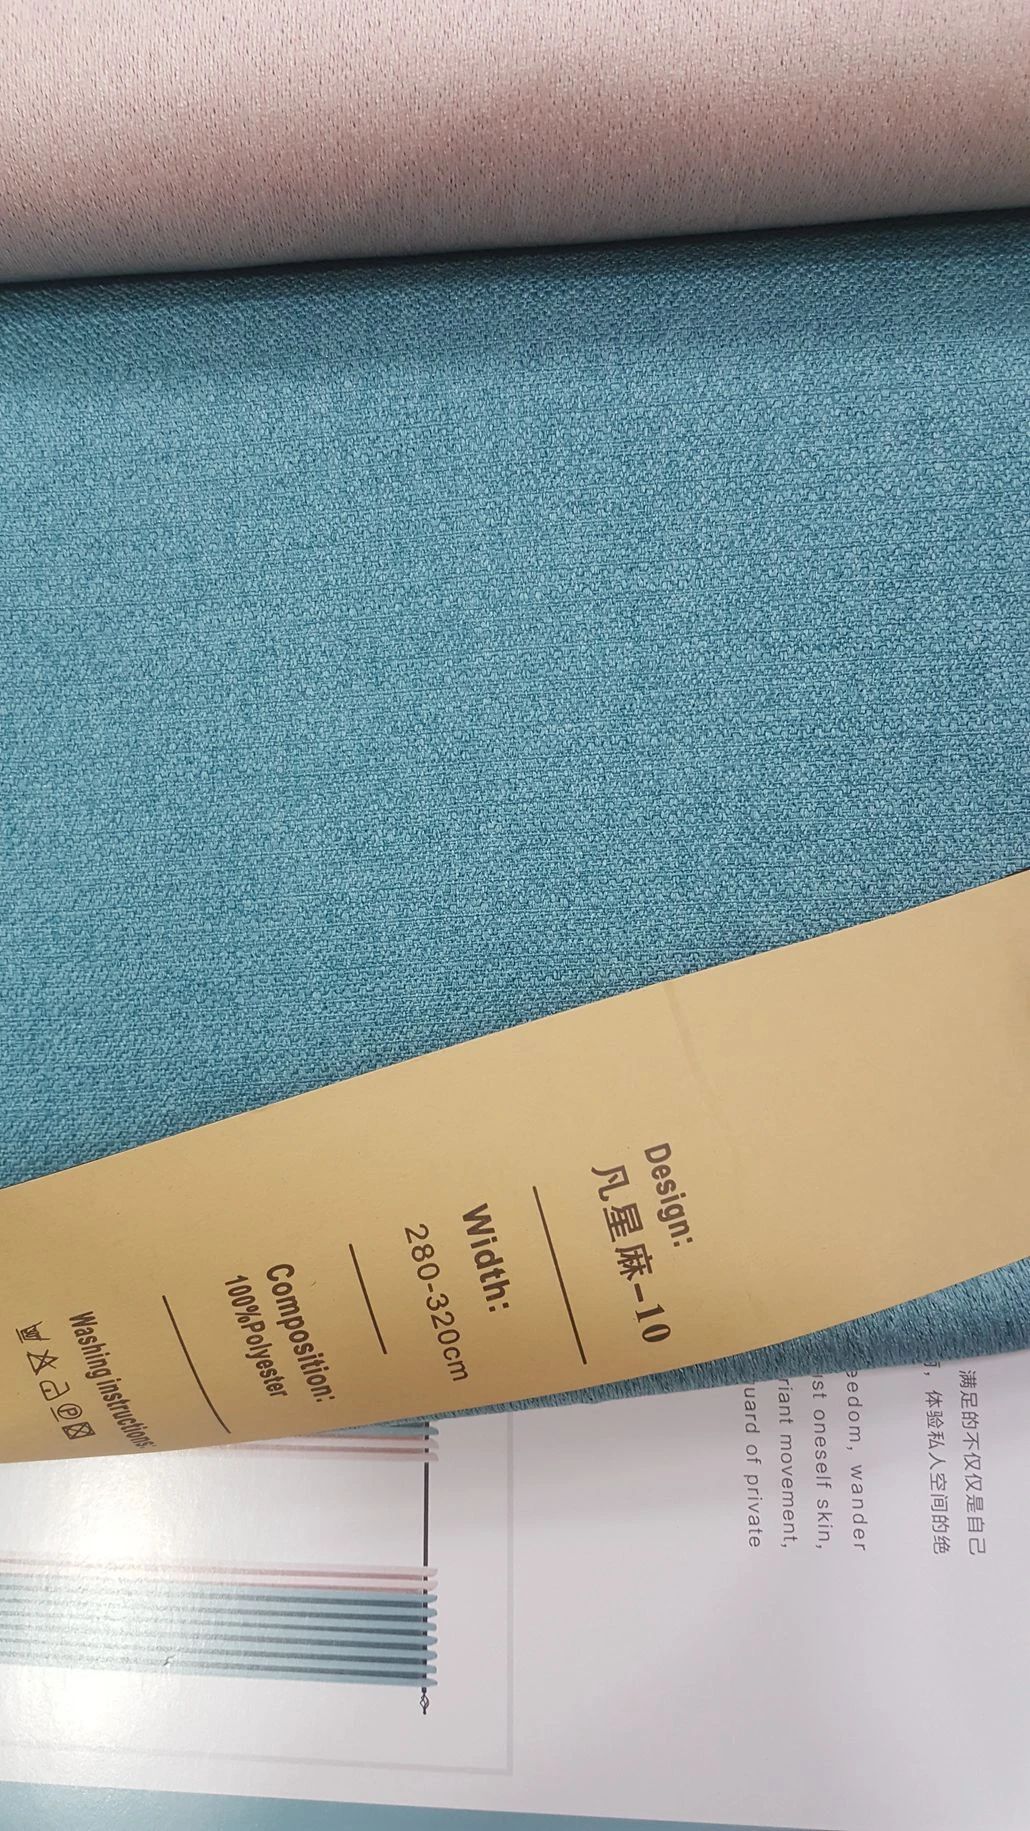 Design:
凡星麻-10
Width:
280-320cm
Composition:
100%Polyester
Washing instructions:
满足的不仅仅是自己
，体验私人空间的绝
eedom, wander
ust oneself skin,
riant movement,
uard of private